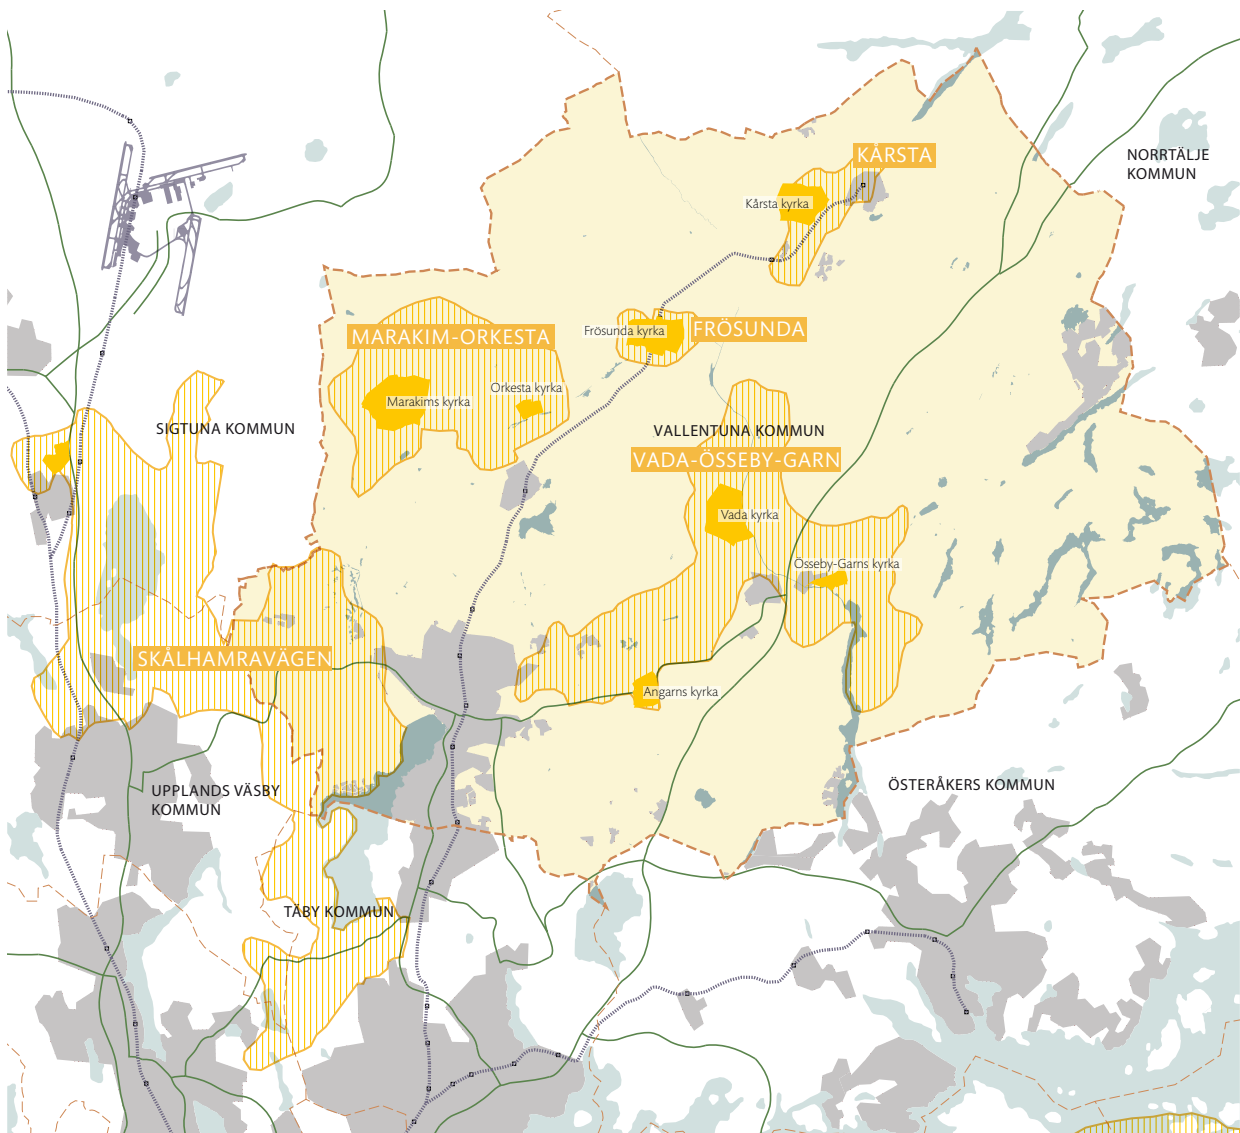 KÅRSTA
NORRTÄLJE
KOMMUN
Kårsta kyrka
Frösunda kyrka
FRÖSUNDA
MARAKIM-ORKESTA
Orkesta kyrka
Marakims kyrka
SIGTUNA KOMMUN
VALLENTUNA KOMMUN
VADA-ÖSSEBY-GARN
Vada kyrka
Össeby-Garns kyrka
SKÅLHAMRAVÄGEN
Angarns kyrka
UPPLANDS VÄSBY
KOMMUN
ÖSTERÅKERS KOMMUN
TÄBY KOMMUN